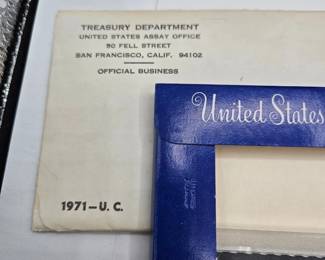 TREASURY DEPARTMENT
UNITED STATES ASSAY OFFICE
50 FELL STREET
SAN FRANCISCO, CALIF. 94102
OFFICIAL BUSINESS
United States
1971-U. C.